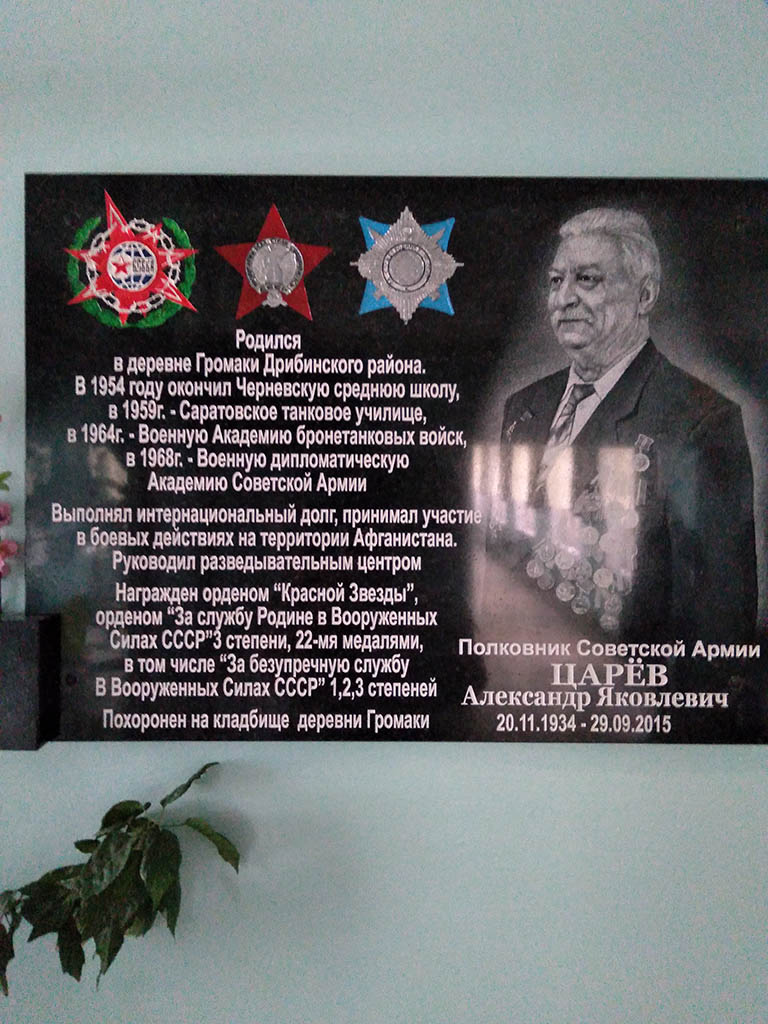 Родился
в деревне Громаки Дрибинского района.
В 1954 году окончил Черневскую среднюю школу,
в 1959г. - Саратовское танковое училище,
в 1964г. - Военную Академию бронетанковых войск,
в 1968г. - Военную дипломатическую
Академию Советской Армии
Выполнял интернациональный долг, принимал участие
в боевых действиях на территории Афганистана.
Руководил разведывательным центром
Награжден орденом “Красной Звезды”,
орденом “За службу Родине в Вооруженных
Силах СССР”3 степени, 22-мя медалями,
в том числе “За безупречную службу
В Вооруженных Силах СССР” 1,2,3 степеней
Похоронен на кладбище деревни Громаки
Полковник Советской Армии
ЦАРЁВ
Александр Яковлевич
20.11.1934 - 29.09.2015